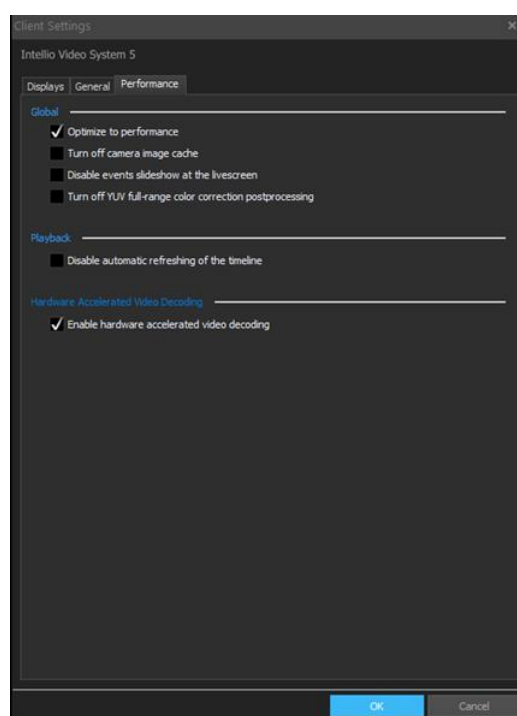 Client Settings
Intellio Video System 5
Displays General Performance
Global
Optimize to performance
Turn off camera image cache
Disable events slideshow at the livescreen
Turn off YUV full-range color correction postprocessing
Playback
Disable automatic refreshing of the timeline
Hardware Accelerated Video Decoding
Enable hardware accelerated video decoding
OK Cancel